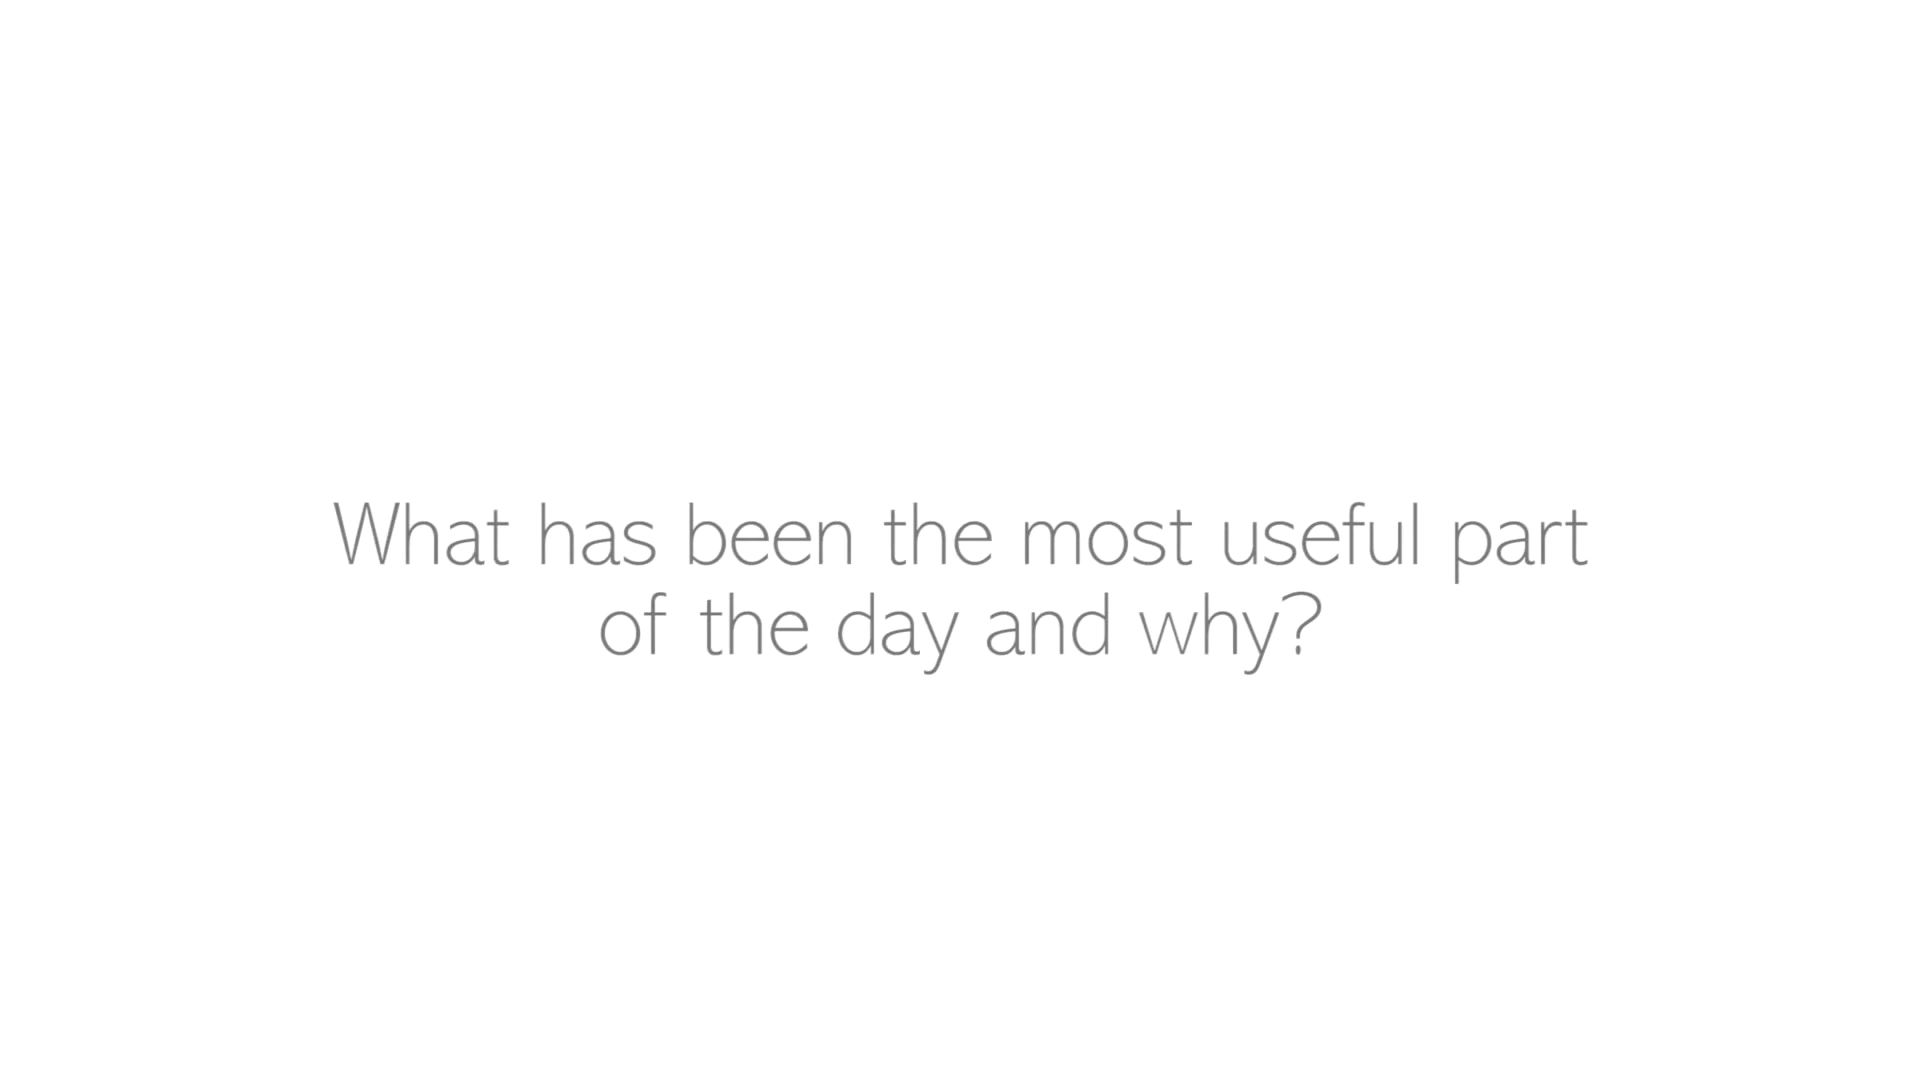 What has been the most useful part
of the day and why?